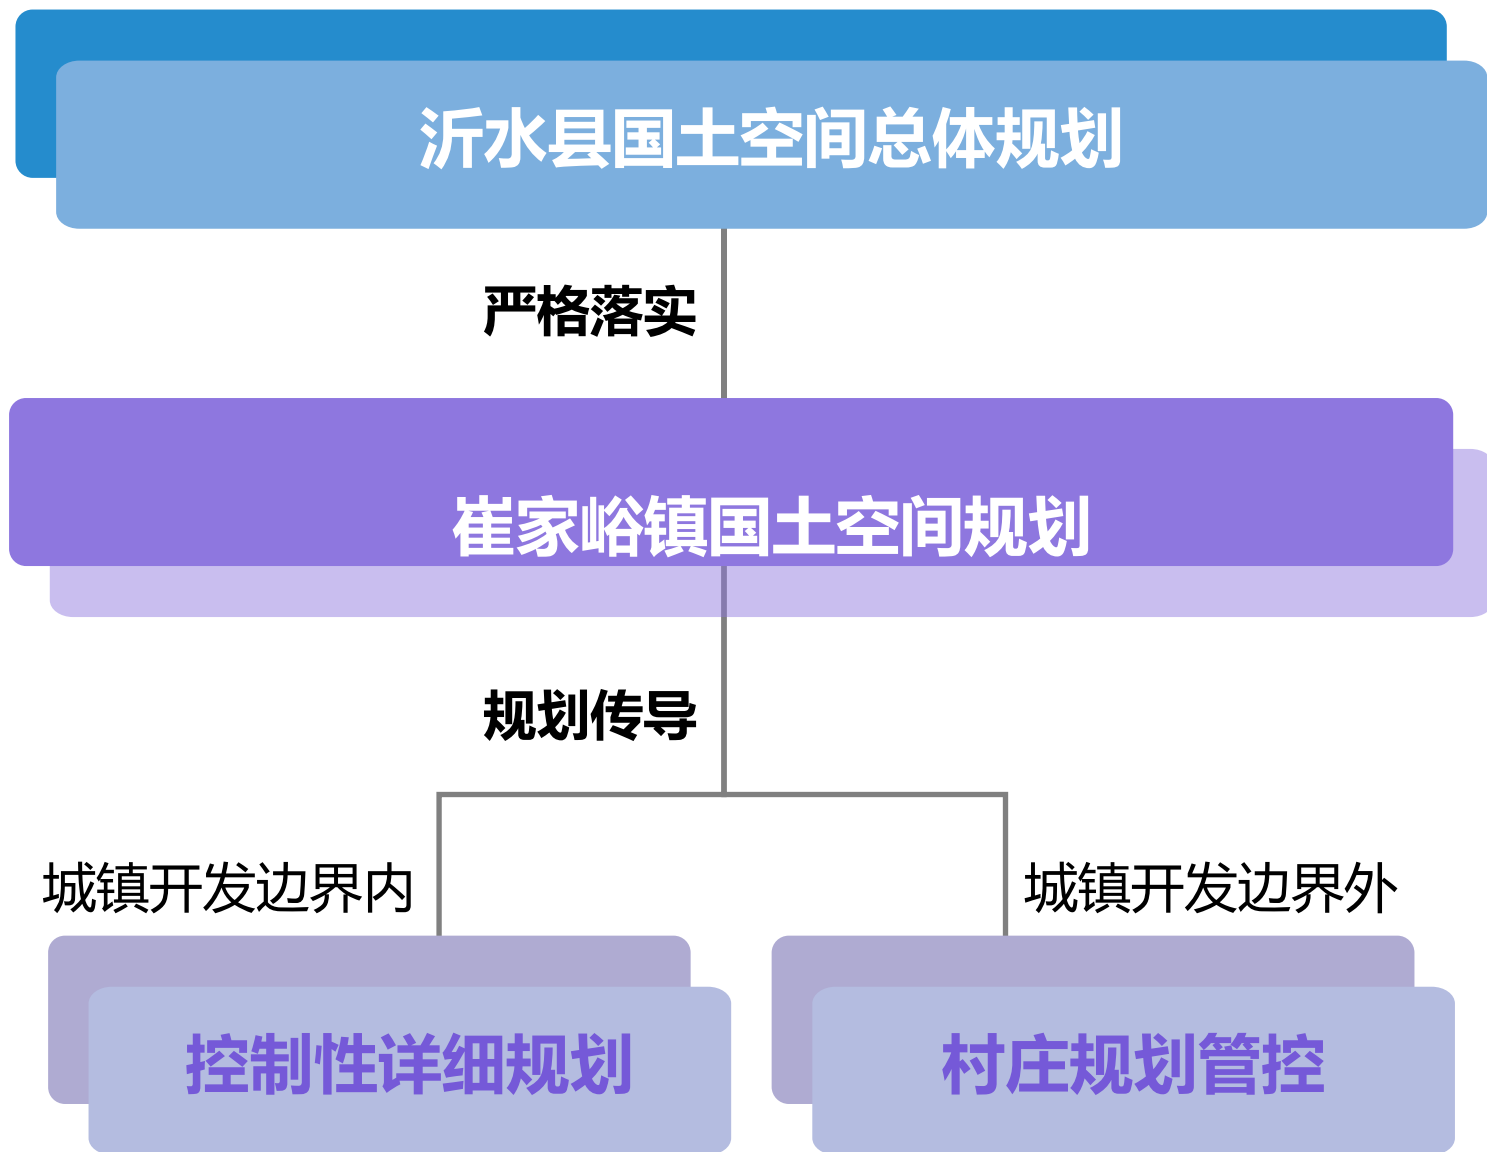 沂水县国土空间总体规划
严格落实
崔家峪镇国土空间规划
规划传导
城镇开发边界内
城镇开发边界外
控制性详细规划
村庄规划管控